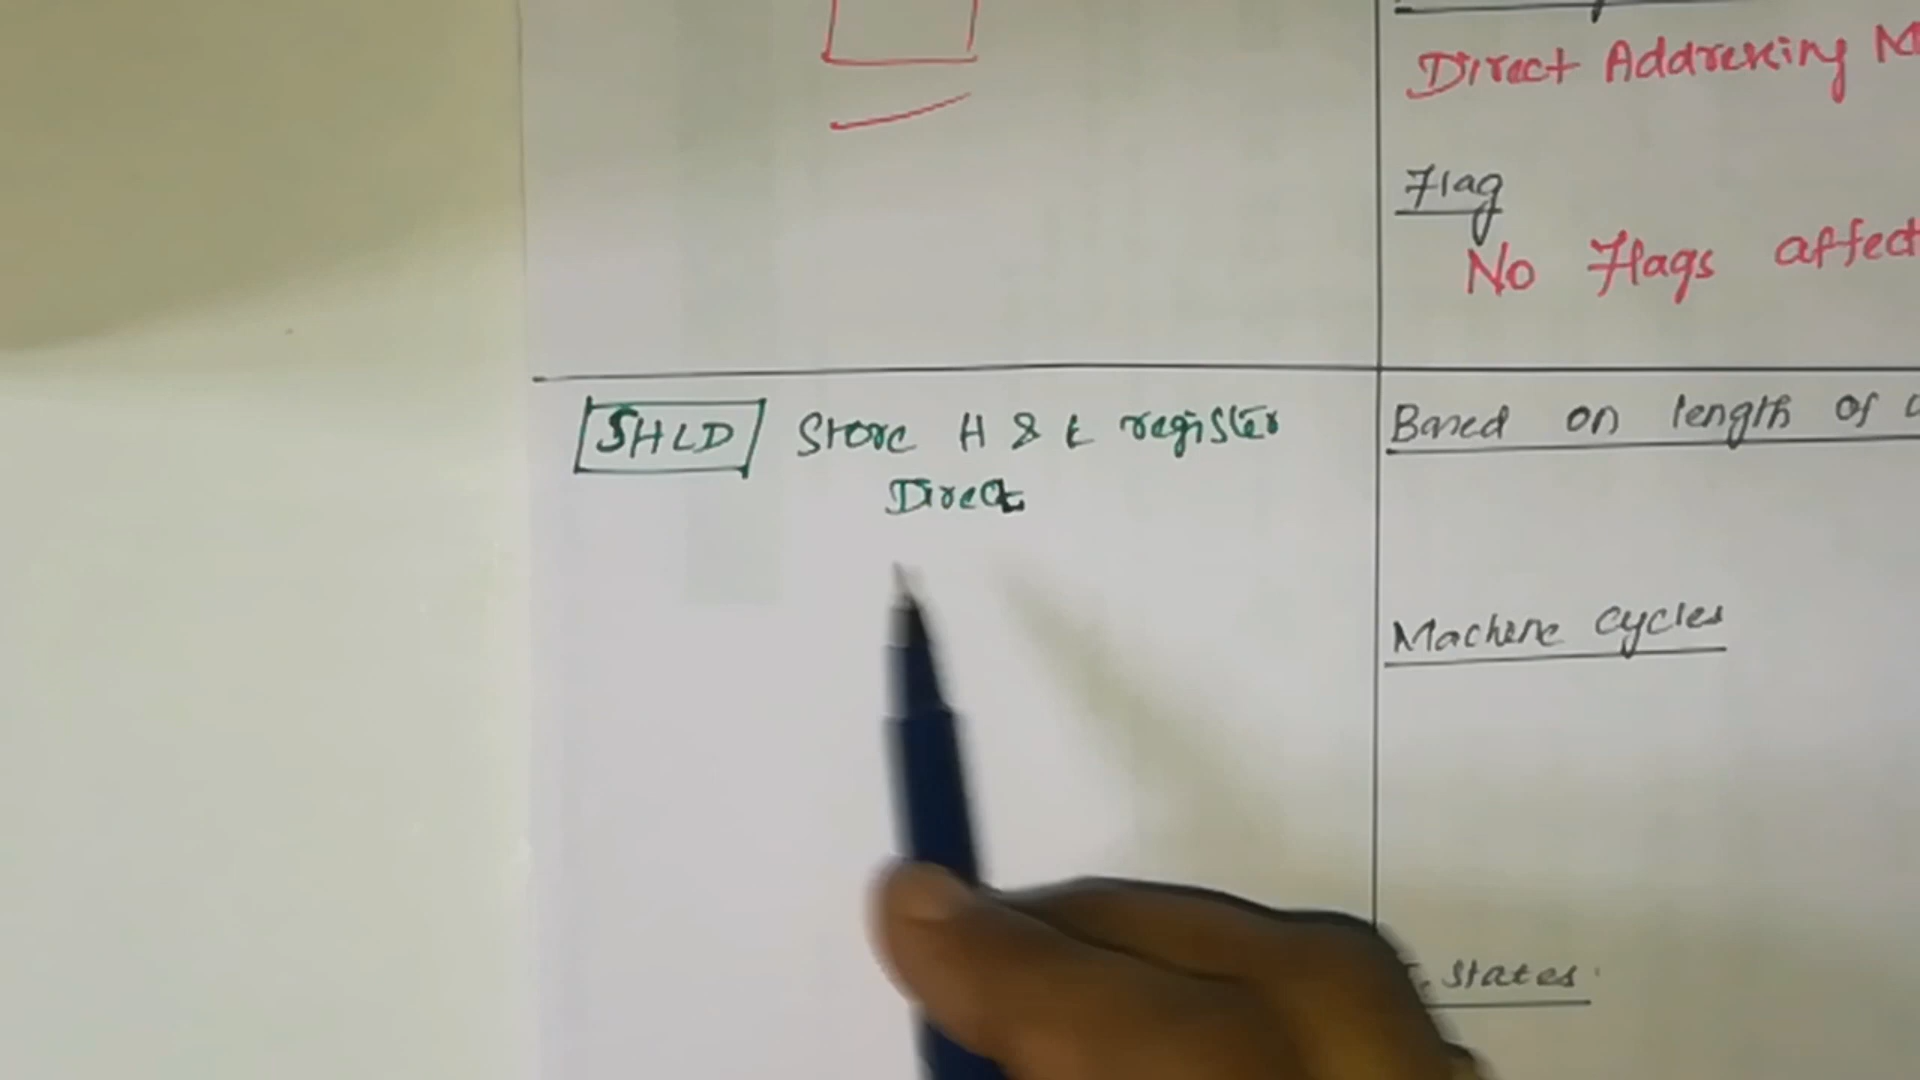 Direct Addressing M
Flag
No Flags affect
SHLD Store H & L register
Direct
Based on length of
Machine cycles
States